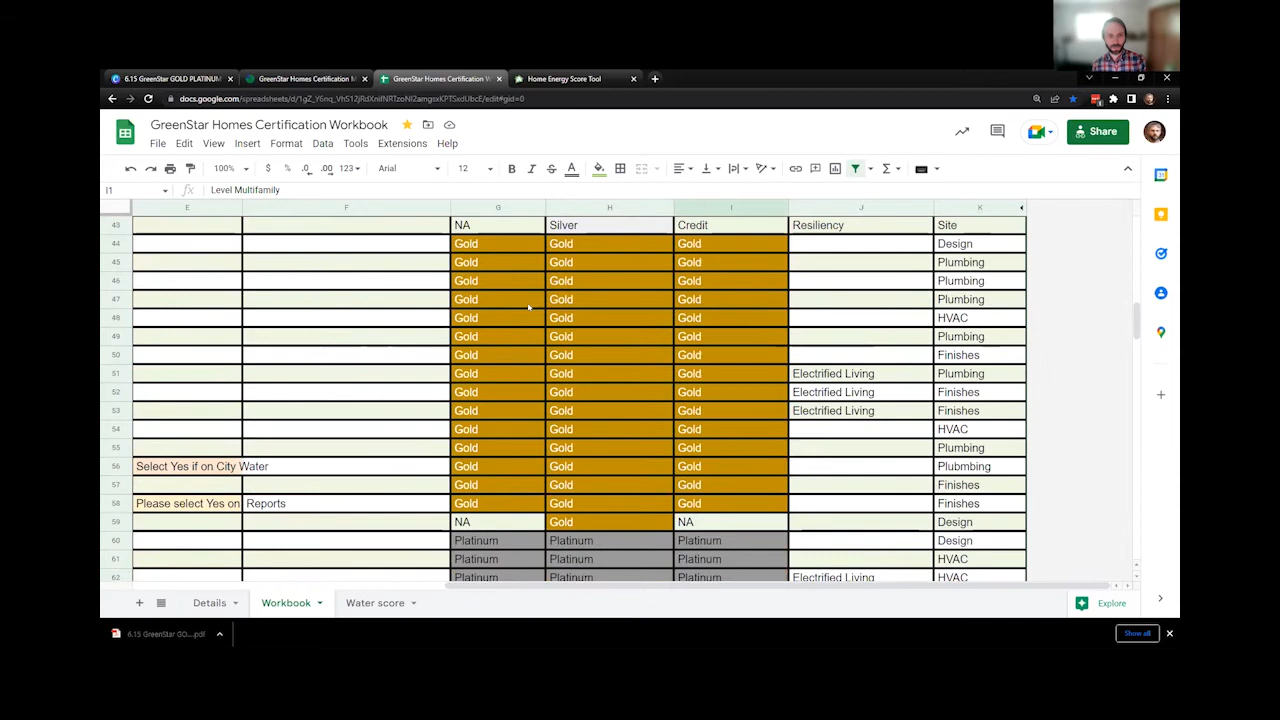 6.15 GreenStar GOLD PLATINUM
GreenStar Homes Certification M
GreenStar Homes Certification W
Home Energy Score Tool
GreenStar Homes Certification Workbook
File Edit View Insert Format Data Tools Extensions Help
Share
100% $ % .0 .00 123 Arial 12
I1 Level Multifamily
E F G H I J K
43 NA Silver Credit Resiliency Site
44 Gold Gold Gold Design
45 Gold Gold Gold Plumbing
46 Gold Gold Gold Plumbing
47 Gold Gold Gold Plumbing
48 Gold Gold Gold HVAC
49 Gold Gold Gold Plumbing
50 Gold Gold Gold Finishes
51 Gold Gold Gold Electrified Living Plumbing
52 Gold Gold Gold Electrified Living Finishes
53 Gold Gold Gold Electrified Living Finishes
54 Gold Gold Gold HVAC
55 Gold Gold Gold Plumbing
56 Select Yes if on City Water Gold Gold Gold Plubmbing
57 Gold Gold Gold Finishes
58 Please select Yes on Reports Gold Gold Gold Finishes
59 NA Gold NA Design
60 Platinum Platinum Platinum Design
61 Platinum Platinum Platinum HVAC
62 Platinum Platinum Platinum Electrified Living HVAC
Details Workbook Water score
Explore
6.15 GreenStar GO....pdf
Show all